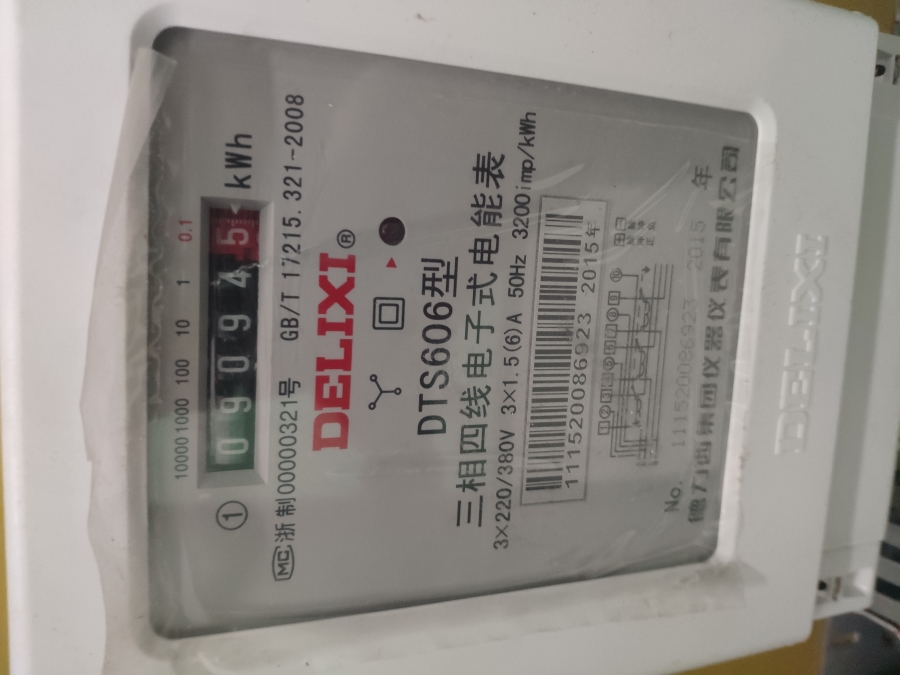 10000 1000 100 10 1 0.1
① 0 9 0 9 4 5 kWh
MC 浙制00000321号 GB/T 17215.321-2008
DELIXI®
DTS606型
三相四线电子式电能表
3×220/380V 3×1.5(6)A 50Hz 3200imp/kWh
111520086923 2015年
No. 111520086923 2015 年
德力西集团仪器仪表有限公司
DELIXI